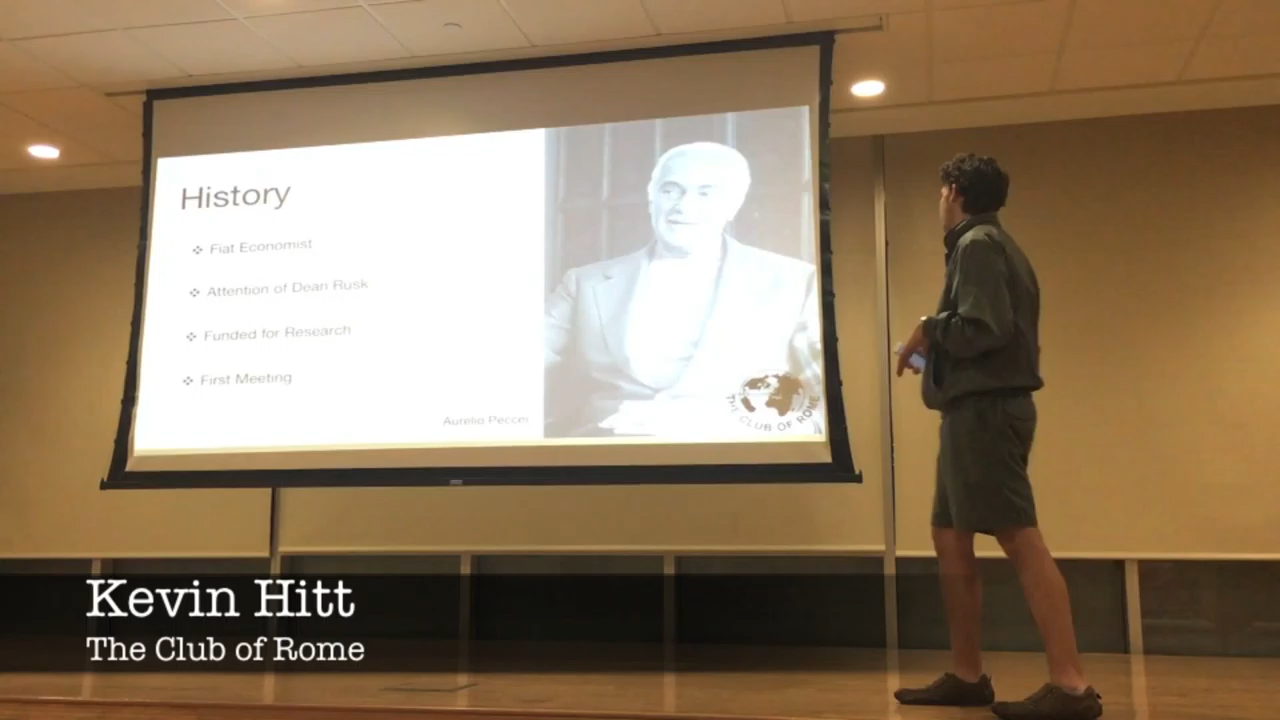 History
❖ Fiat Economist
❖ Attention of Dean Rusk
❖ Funded for Research
❖ First Meeting
Aurelio Peccei
THE CLUB OF ROME
Kevin Hitt
The Club of Rome